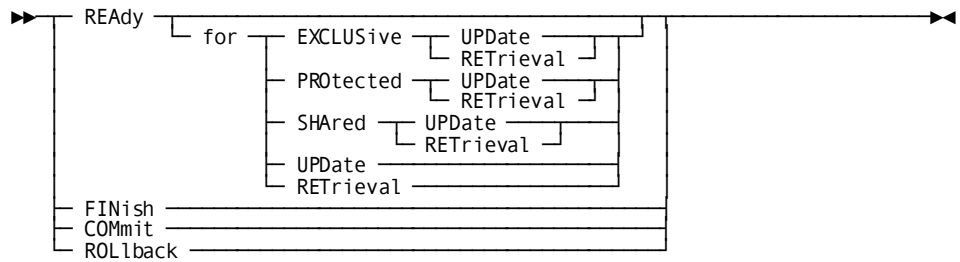 REAdy
for EXCLUSive UPDate
RETrieval
PROtected UPDate
RETrieval
SHAred UPDate
RETrieval
UPDate
RETrieval
FINish
COMmit
ROLlback